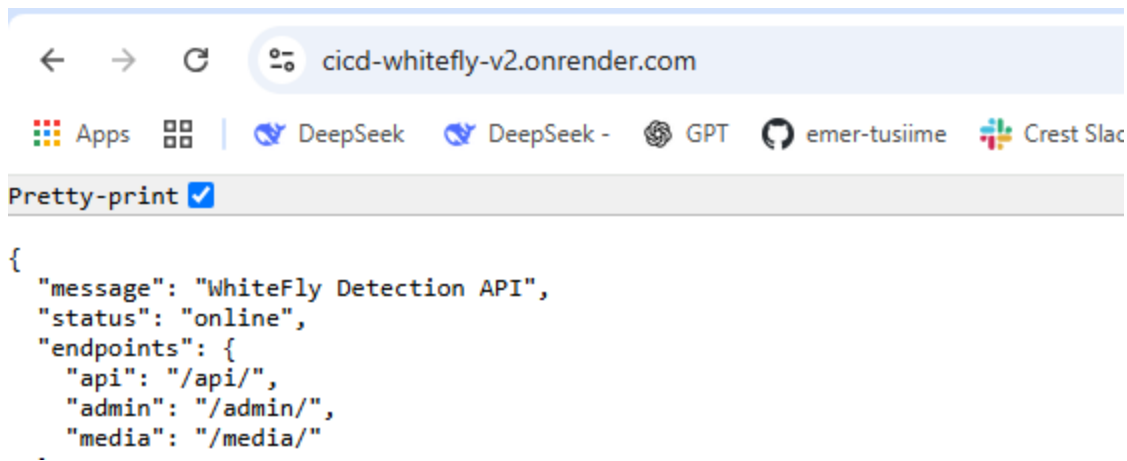 cicd-whitefly-v2.onrender.com
Apps DeepSeek DeepSeek - GPT emer-tusiime Crest Slac
Pretty-print
{
  "message": "WhiteFly Detection API",
  "status": "online",
  "endpoints": {
    "api": "/api/",
    "admin": "/admin/",
    "media": "/media/"